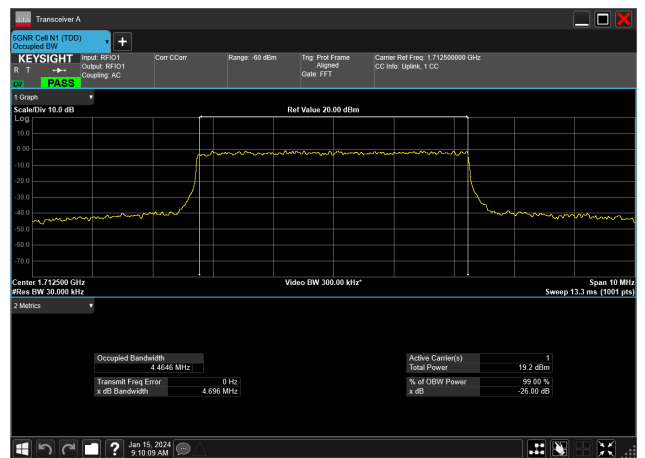 Transceiver A
5GNR Cell N1 (TDD)
Occupied BW
KEYSIGHT
R T
PASS
Input: RFIO1
Output: RFIO1
Coupling: AC
Corr CCorr
Range: -60 dBm
Trig: Prot Frame
Aligned
Gate: FFT
Carrier Ref Freq: 1.712500000 GHz
CC Info: Uplink, 1 CC
1 Graph
Scale/Div 10.0 dB
Ref Value 20.00 dBm
Log
10.0
0.00
-10.0
-20.0
-30.0
-40.0
-50.0
-60.0
-70.0
Center 1.712500 GHz
Video BW 300.00 kHz*
Span 10 MHz
#Res BW 30.000 kHz
Sweep 13.3 ms (1001 pts)
2 Metrics
Occupied Bandwidth
4.4646 MHz
Transmit Freq Error 0 Hz
x dB Bandwidth 4.696 MHz
Active Carrier(s) 1
Total Power 19.2 dBm
% of OBW Power 99.00 %
x dB -26.00 dB
Jan 15, 2024
9:10:09 AM